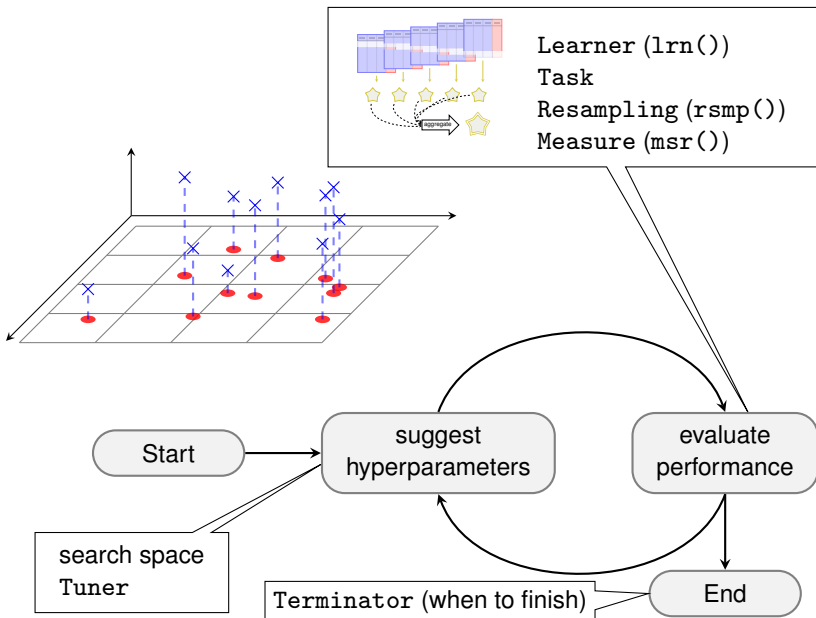 Learner (lrn())
Task
Resampling (rsmp())
Measure (msr())
aggregate
suggest
hyperparameters
evaluate
performance
Start
search space
Tuner
Terminator (when to finish)
End